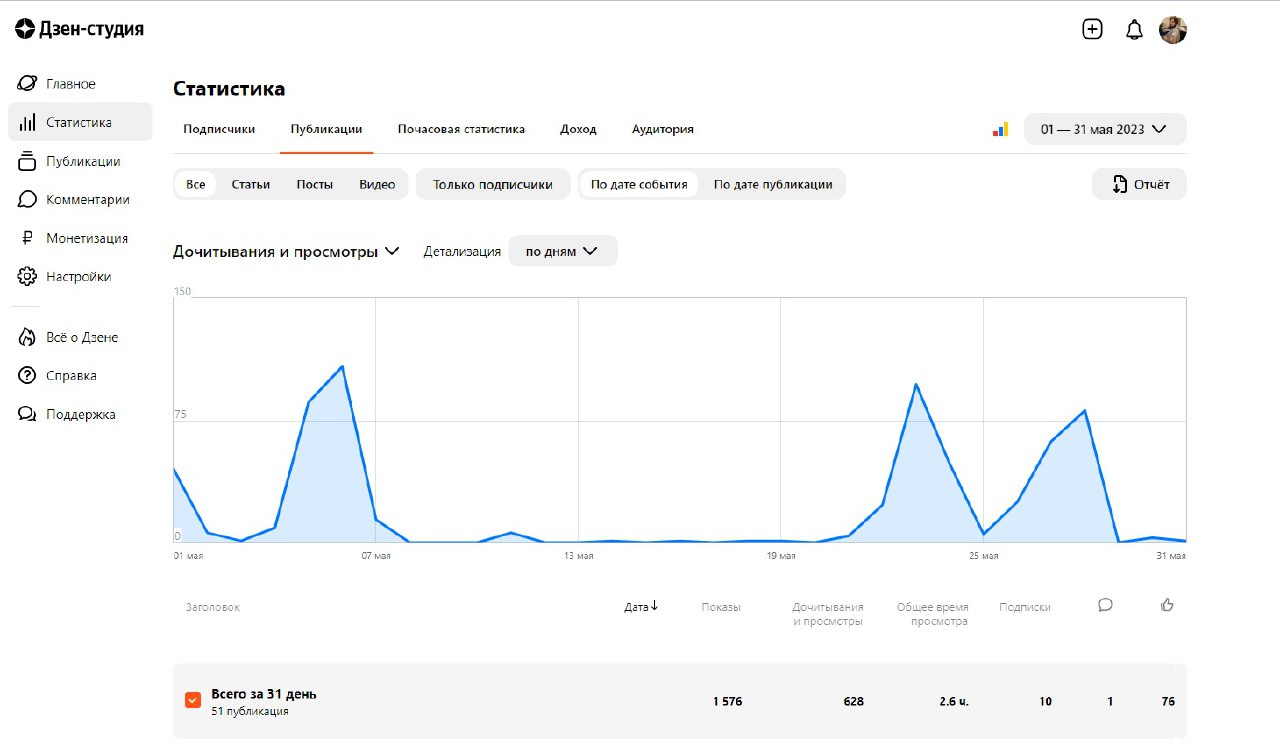 Дзен-студия
Главное
Статистика
Публикации
Комментарии
Монетизация
Настройки
Всё о Дзене
Справка
Поддержка
Статистика
Подписчики Публикации Почасовая статистика Доход Аудитория 01 — 31 мая 2023
Все Статьи Посты Видео Только подписчики По дате события По дате публикации Отчёт
Дочитывания и просмотры Детализация по дням
150
75
0
01 мая 07 мая 13 мая 19 мая 25 мая 31 мая
Заголовок Дата↓ Показы Дочитывания и просмотры Общее время просмотра Подписки
Всего за 31 день 1 576 628 2.6 ч. 10 1 76
51 публикация